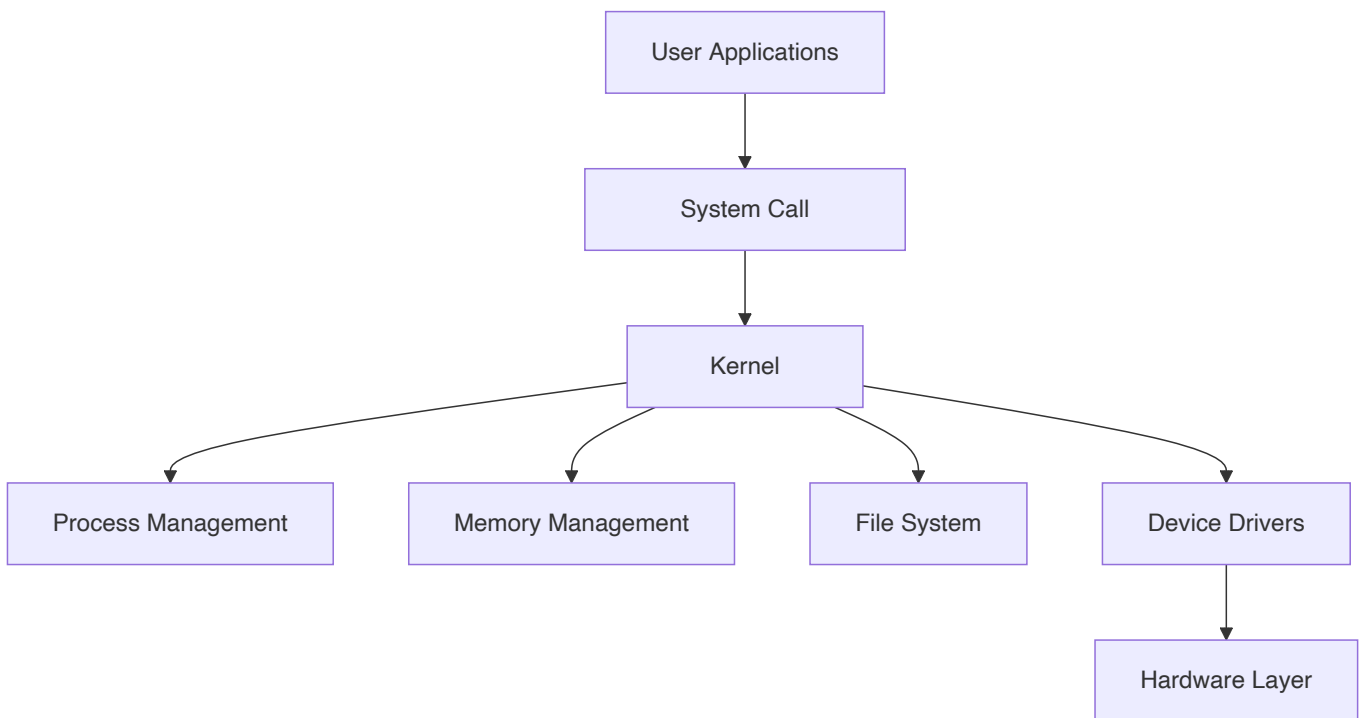 User Applications
System Call
Kernel
Process Management
Memory Management
File System
Device Drivers
Hardware Layer